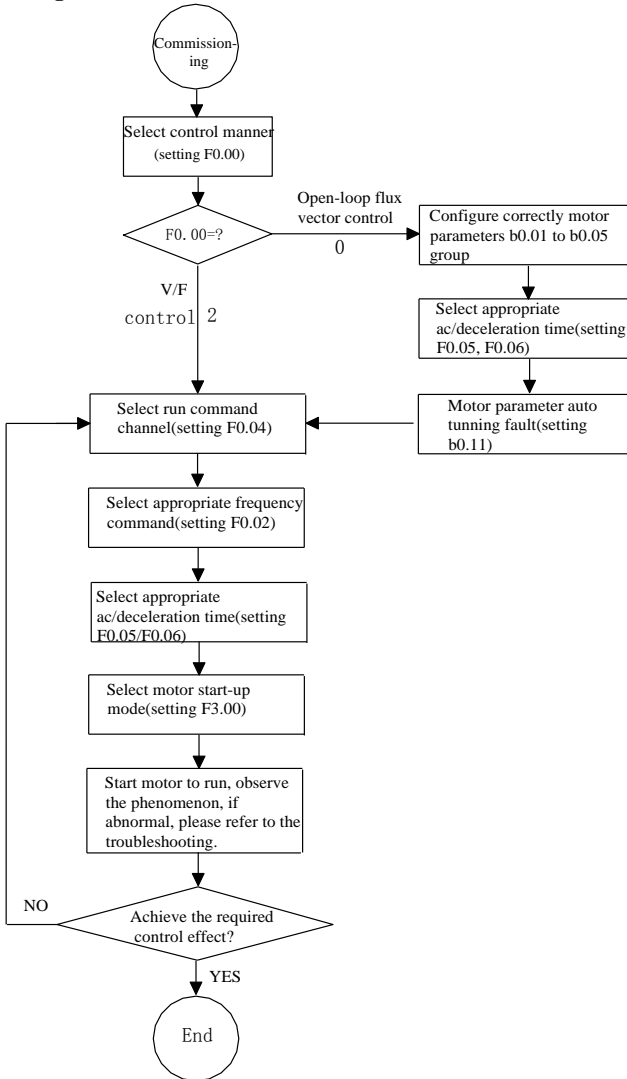 Commission-
ing
Select control manner
(setting F0.00)
F0.00=?
Open-loop flux
vector control
0
Configure correctly motor
parameters b0.01 to b0.05
group
Select appropriate
ac/deceleration time(setting
F0.05, F0.06)
Motor parameter auto
tunning fault(setting
b0.11)
V/F
control 2
Select run command
channel(setting F0.04)
Select appropriate frequency
command(setting F0.02)
Select appropriate
ac/deceleration time(setting
F0.05/F0.06)
Select motor start-up
mode(setting F3.00)
Start motor to run, observe
the phenomenon, if
abnormal, please refer to the
troubleshooting.
NO
Achieve the required
control effect?
YES
End